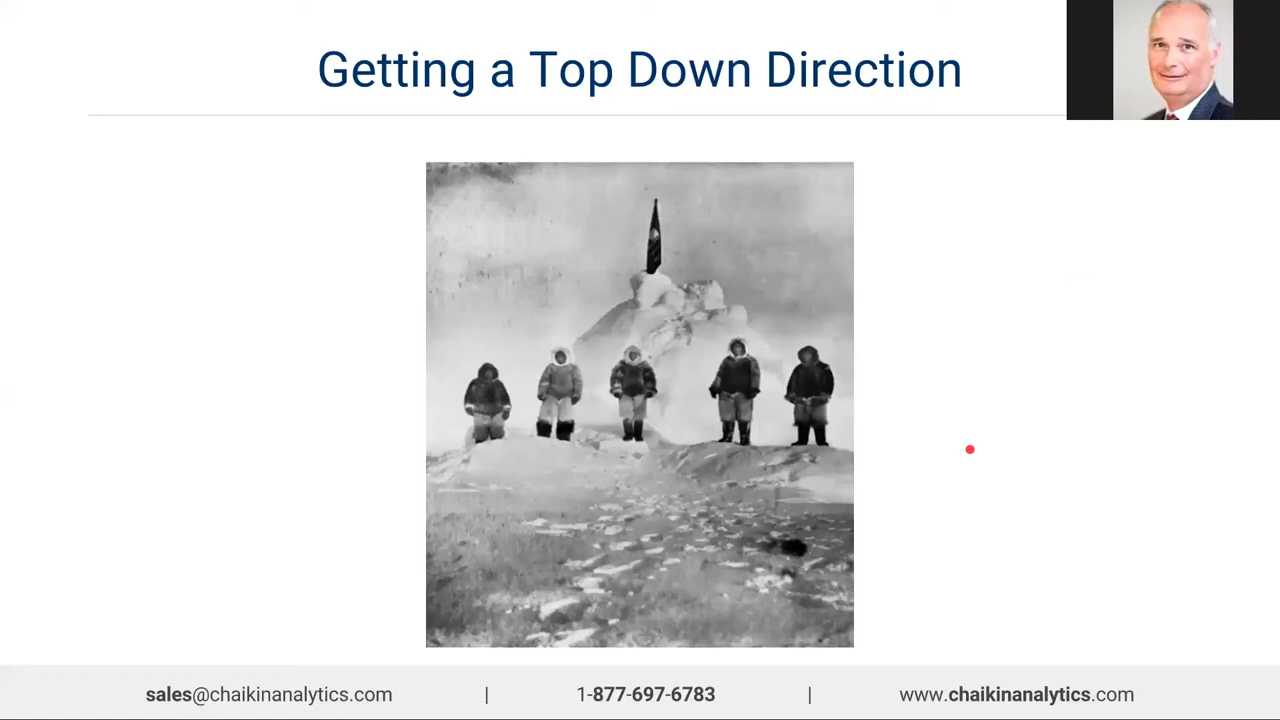 Getting a Top Down Direction
sales@chaikinanalytics.com | 1-877-697-6783 | www.chaikinanalytics.com